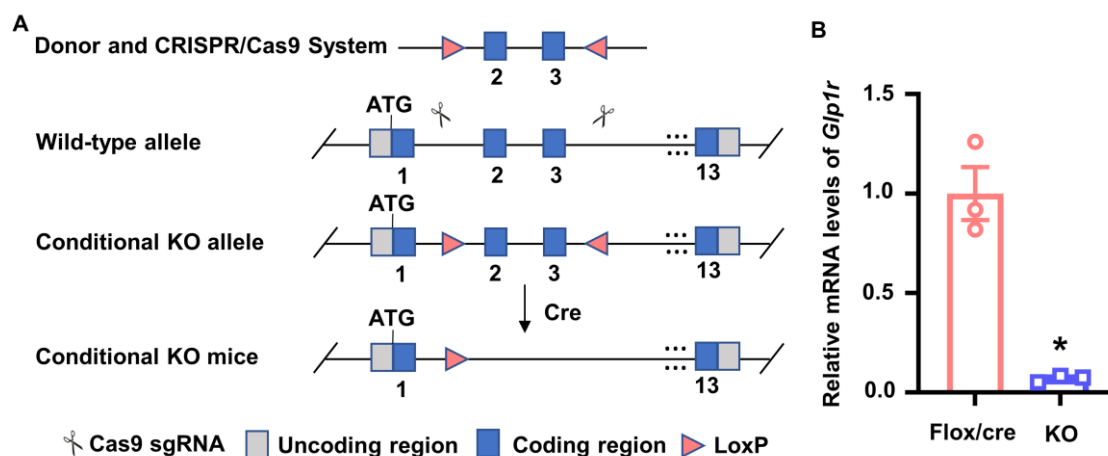 A
Donor and CRISPR/Cas9 System
2 3
ATG
Wild-type allele
1 2 3 13
ATG
Conditional KO allele
1 2 3 13
Cre
ATG
Conditional KO mice
1 13
Cas9 sgRNA Uncoding region Coding region LoxP
B
Relative mRNA levels of Glp1r
1.5
1.0
0.5
0.0
*
Flox/cre KO